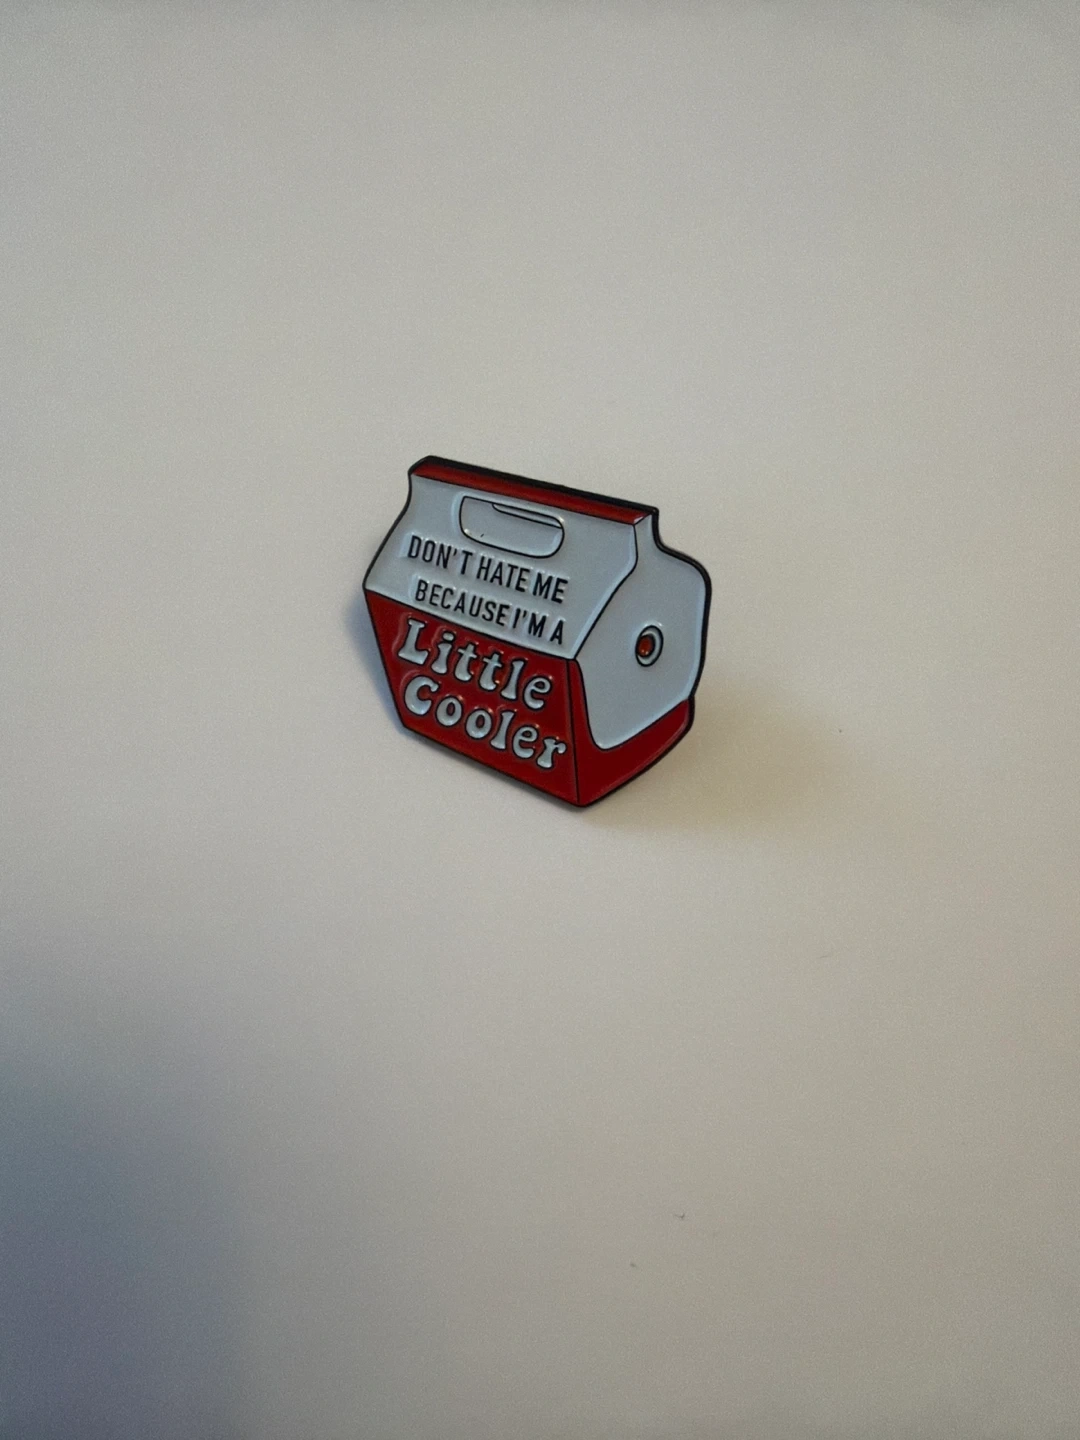 DON'T HATE ME
BECAUSE I'M A
Little
Cooler